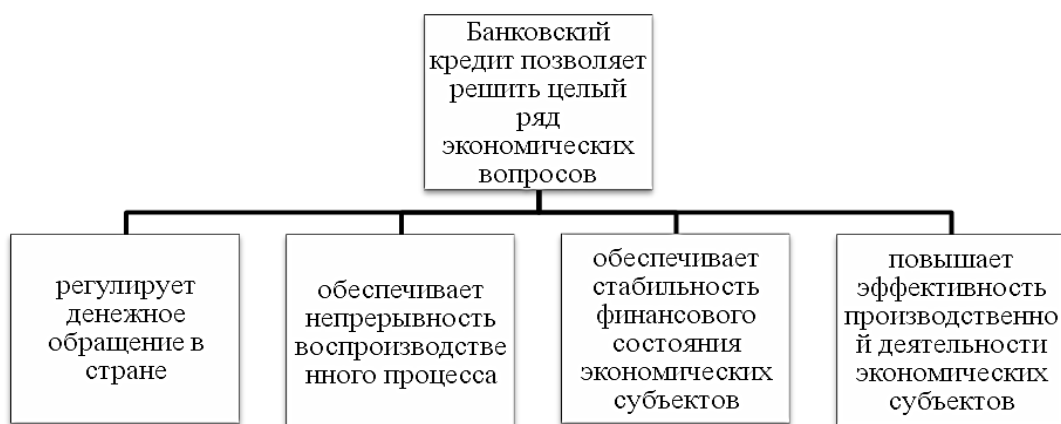 Банковский
кредит позволяет
решить целый
ряд
экономических
вопросов
регулирует
денежное
обращение в
стране
обеспечивает
непрерывность
воспроизводстве
нного процесса
обеспечивает
стабильность
финансового
состояния
экономических
субъектов
повышает
эффективность
производственно
й деятельности
экономических
субъектов